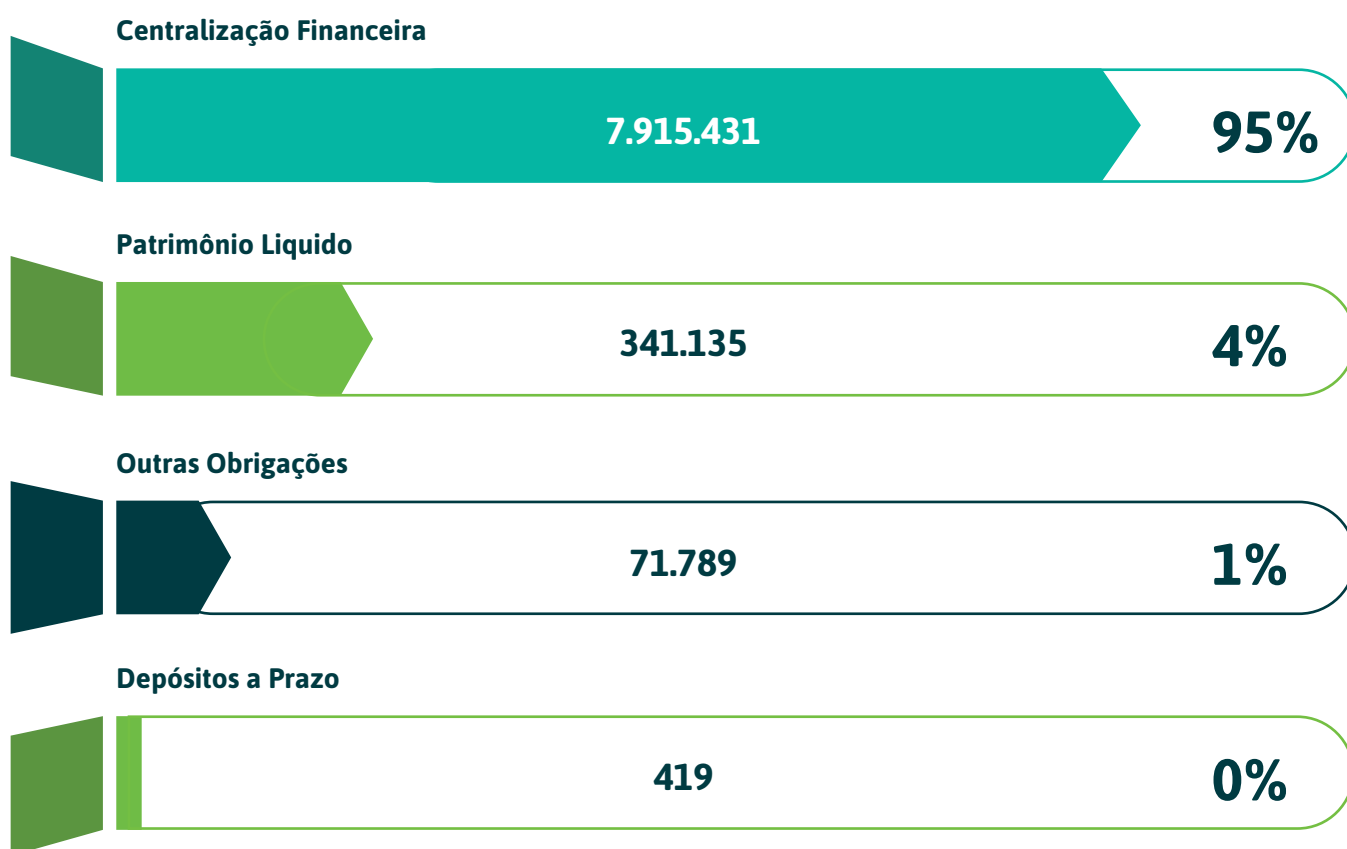 Centralização Financeira
7.915.431 95%
Patrimônio Liquido
341.135 4%
Outras Obrigações
71.789 1%
Depósitos a Prazo
419 0%